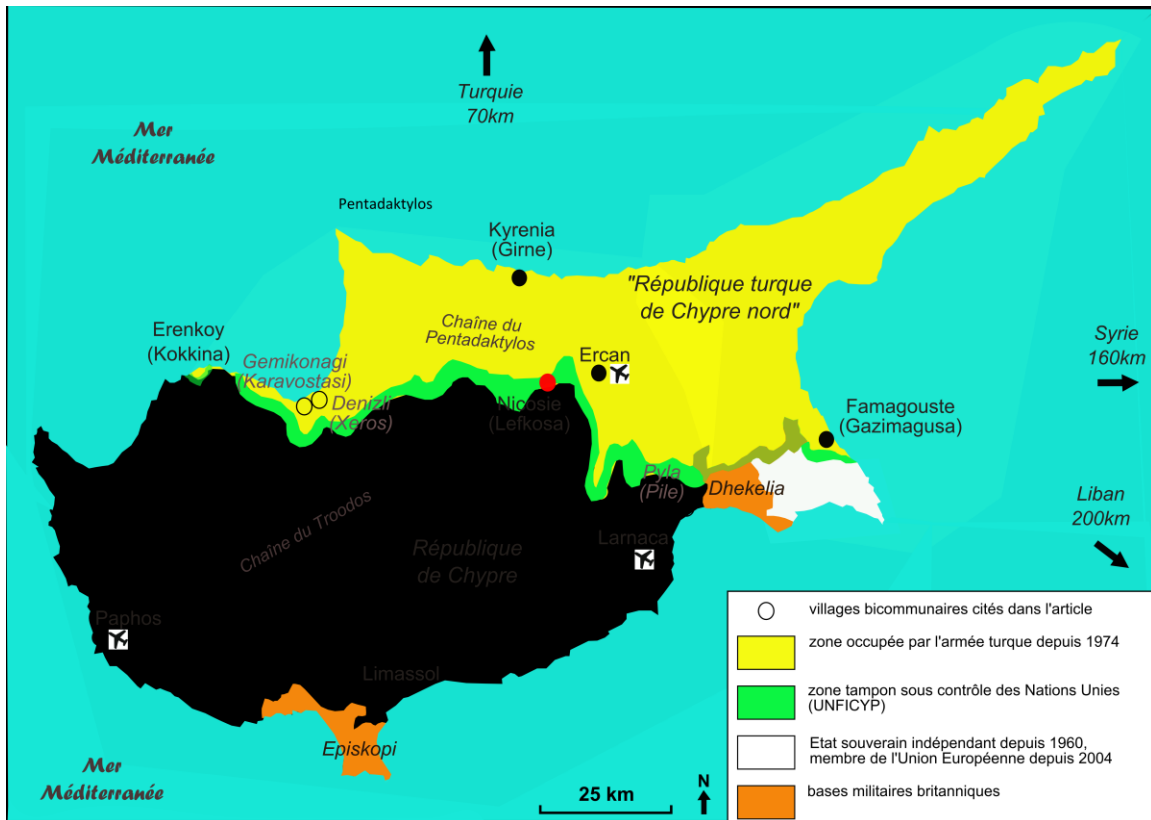 Turquie
70km
Mer
Méditerranée
Pentadaktylos
Kyrenia
(Girne)
"République turque
de Chypre nord"
Chaîne du
Pentadaktylos
Erenkoy
(Kokkina)
Gemikonagi
(Karavostasi)
Denizli
(Xeros)
Ercan
Nicosie
(Lefkosa)
Syrie
160km
Famagouste
(Gazimagusa)
Pyla
(Pile)
Dhekelia
Liban
200km
Chaîne du Troodos
République
de Chypre
Larnaca
Paphos
Limassol
Episkopi
Mer
Méditerranée
25 km
N
villages bicommunaires cités dans l'article
zone occupée par l'armée turque depuis 1974
zone tampon sous contrôle des Nations Unies
(UNFICYP)
Etat souverain indépendant depuis 1960,
membre de l'Union Européenne depuis 2004
bases militaires britanniques